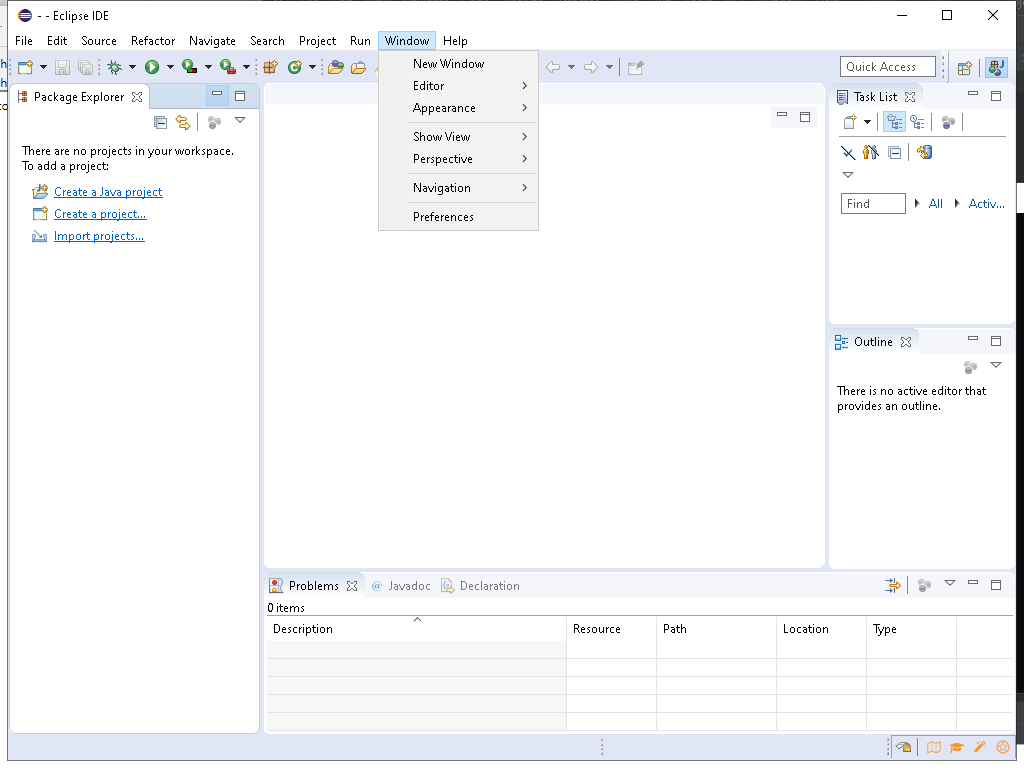 - - Eclipse IDE
File Edit Source Refactor Navigate Search Project Run Window Help
New Window
Editor
Appearance
Show View
Perspective
Navigation
Preferences
Quick Access
Package Explorer
There are no projects in your workspace.
To add a project:
Create a Java project
Create a project...
Import projects...
Task List
Find All Activ...
Outline
There is no active editor that
provides an outline.
Problems @ Javadoc Declaration
0 items
Description Resource Path Location Type